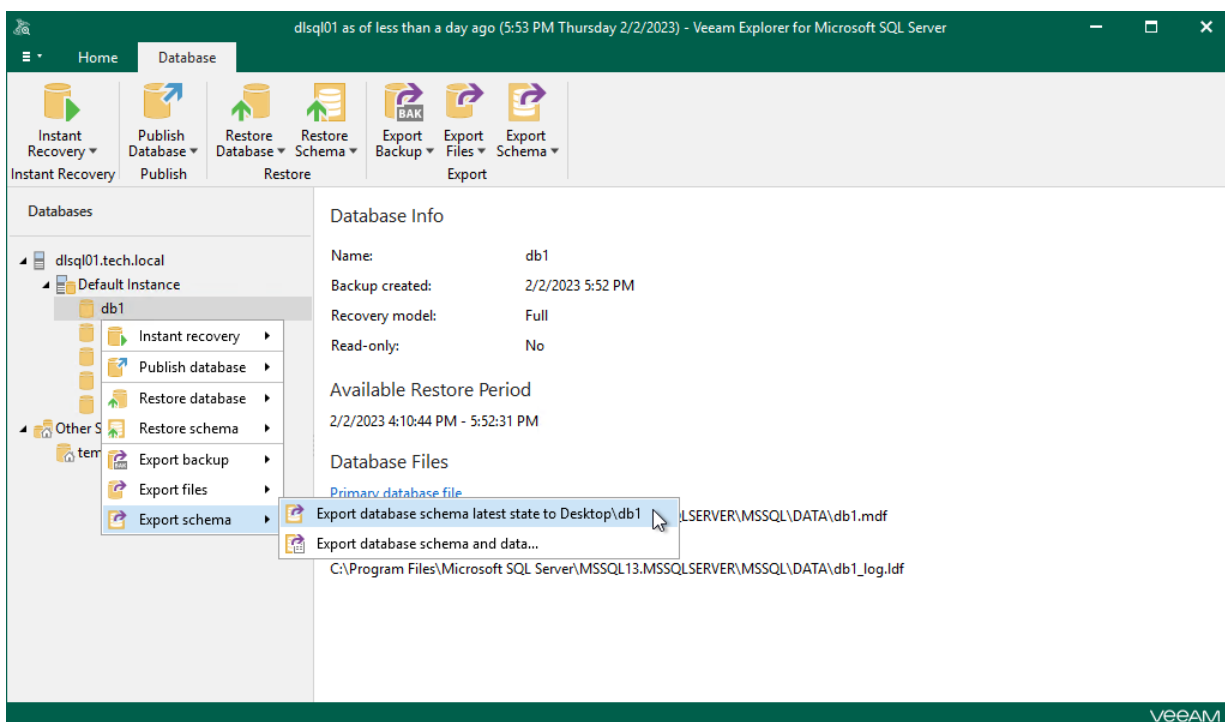 dlsql01 as of less than a day ago (5:53 PM Thursday 2/2/2023) - Veeam Explorer for Microsoft SQL Server
Home Database
Instant Recovery
Publish Database
Restore Database
Restore Schema
BAK
Export Backup
Export Files
Export Schema
Instant Recovery Publish Restore Export
Databases
dlsql01.tech.local
Default Instance
db1
Instant recovery
Publish database
Restore database
Other S
Restore schema
tem
BAK
Export backup
Export files
Export schema
Export database schema latest state to Desktop\db1
Export database schema and data...
Database Info
Name: db1
Backup created: 2/2/2023 5:52 PM
Recovery model: Full
Read-only: No
Available Restore Period
2/2/2023 4:10:44 PM - 5:52:31 PM
Database Files
Primary database file
LSERVER\MSSQL\DATA\db1.mdf
C:\Program Files\Microsoft SQL Server\MSSQL13.MSSQLSERVER\MSSQL\DATA\db1_log.ldf
veeam